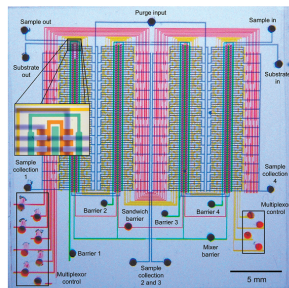 Purge input
Sample out
Sample in
Substrate out
Substrate in
Sample collection 1
Sample collection 4
Barrier 2
Sandwich barrier
Barrier 3
Barrier 4
Multiplexor control
Multiplexor control
Barrier 1
Mixer barrier
Sample collection 2 and 3
5 mm